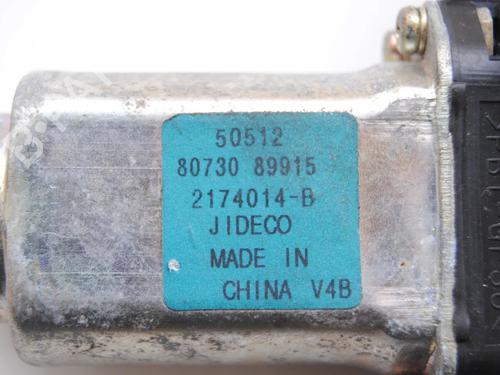 50512
80730 89915
2174014-B
JIDECO
MADE IN
CHINA V4B